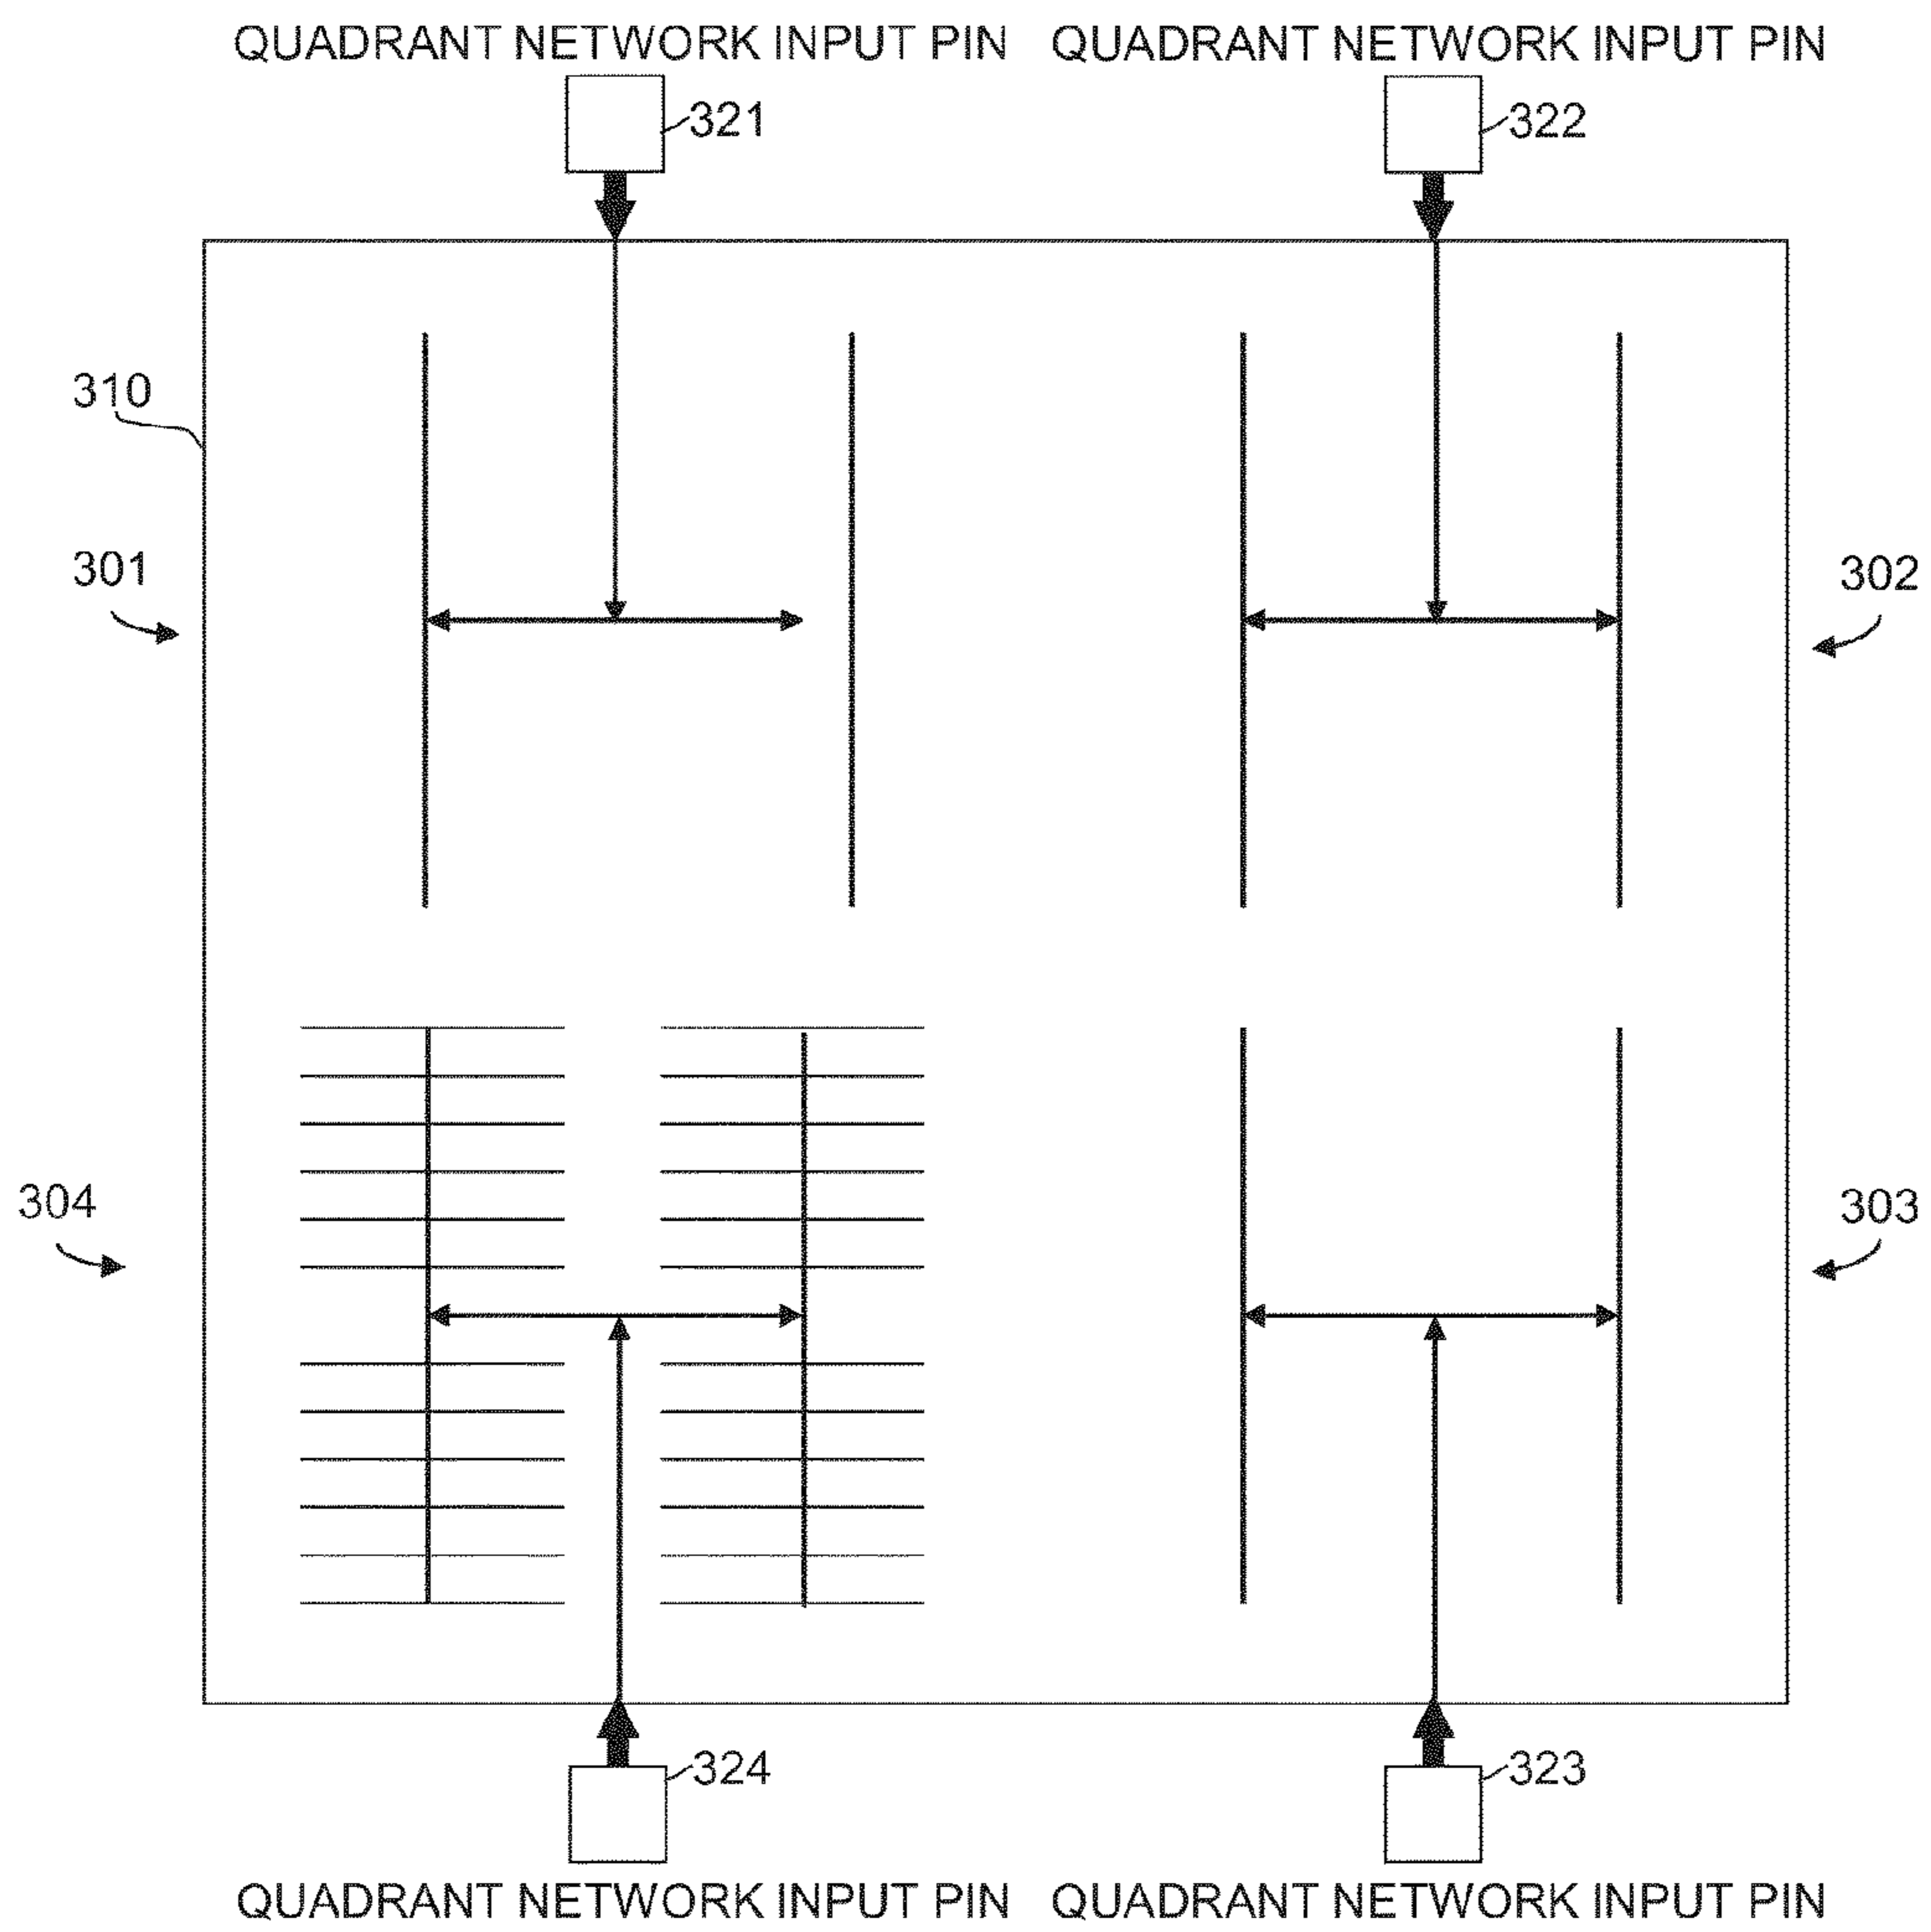 QUADRANT NETWORK INPUT PIN QUADRANT NETWORK INPUT PIN
321 322
310
301 302
304 303
324 323
QUADRANT NETWORK INPUT PIN QUADRANT NETWORK INPUT PIN